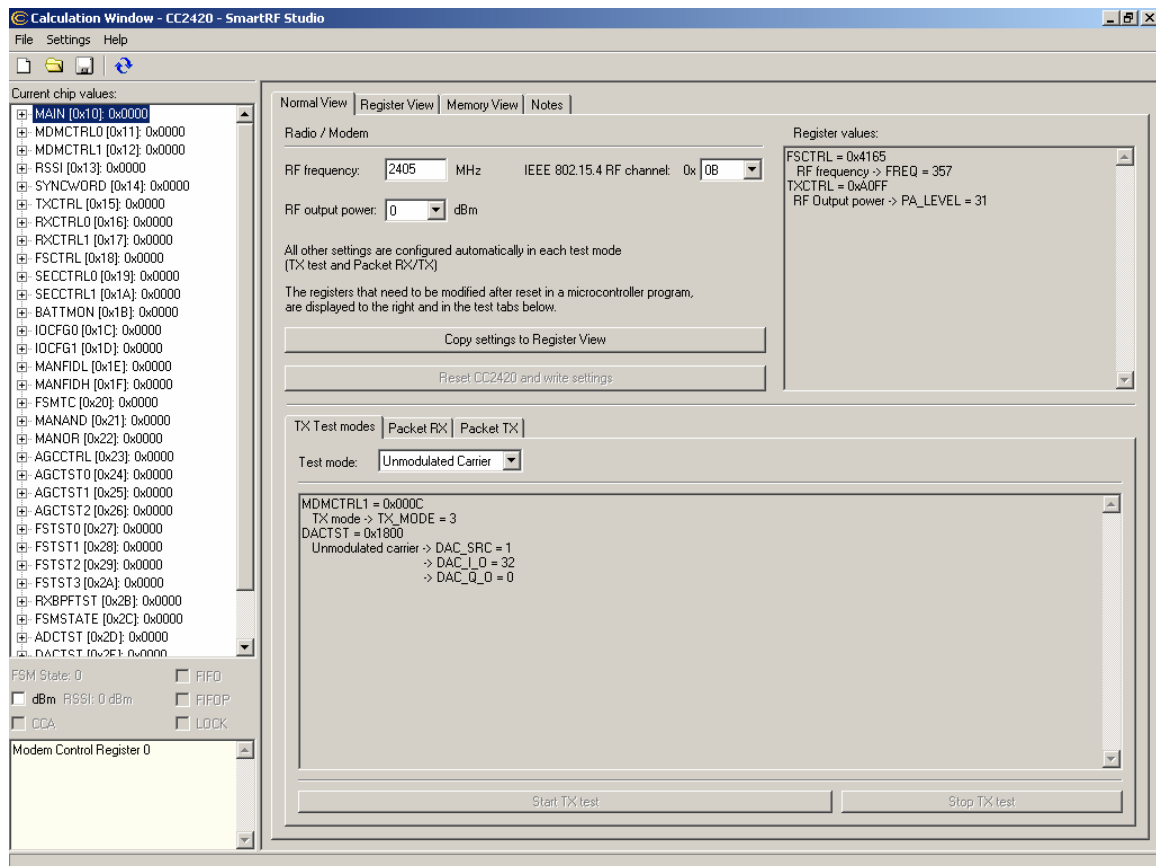 Calculation Window - CC2420 - SmartRF Studio
File Settings Help
Current chip values:
MAIN [0x10]: 0x0000
MDMCTRL0 [0x11]: 0x0000
MDMCTRL1 [0x12]: 0x0000
RSSI [0x13]: 0x0000
SYNCWORD [0x14]: 0x0000
TXCTRL [0x15]: 0x0000
RXCTRL0 [0x16]: 0x0000
RXCTRL1 [0x17]: 0x0000
FSCTRL [0x18]: 0x0000
SECCTRL0 [0x19]: 0x0000
SECCTRL1 [0x1A]: 0x0000
BATTMON [0x1B]: 0x0000
IOCFG0 [0x1C]: 0x0000
IOCFG1 [0x1D]: 0x0000
MANFIDL [0x1E]: 0x0000
MANFIDH [0x1F]: 0x0000
FSMTC [0x20]: 0x0000
MANAND [0x21]: 0x0000
MANOR [0x22]: 0x0000
AGCCTRL [0x23]: 0x0000
AGCTST0 [0x24]: 0x0000
AGCTST1 [0x25]: 0x0000
AGCTST2 [0x26]: 0x0000
FSTST0 [0x27]: 0x0000
FSTST1 [0x28]: 0x0000
FSTST2 [0x29]: 0x0000
FSTST3 [0x2A]: 0x0000
RXBPFTST [0x2B]: 0x0000
FSMSTATE [0x2C]: 0x0000
ADCTST [0x2D]: 0x0000
DACTST [0x2E]: 0x0000
FSM State: 0 FIFO
dBm RSSI: 0 dBm FIFOP
CCA LOCK
Modem Control Register 0
Normal View Register View Memory View Notes
Radio / Modem
RF frequency: 2405 MHz IEEE 802.15.4 RF channel: 0x 0B
RF output power: 0 dBm
All other settings are configured automatically in each test mode
(TX test and Packet RX/TX)
The registers that need to be modified after reset in a microcontroller program,
are displayed to the right and in the test tabs below.
Copy settings to Register View
Reset CC2420 and write settings
Register values:
FSCTRL = 0x4165
RF frequency -> FREQ = 357
TXCTRL = 0xA0FF
RF Output power -> PA_LEVEL = 31
TX Test modes Packet RX Packet TX
Test mode: Unmodulated Carrier
MDMCTRL1 = 0x000C
TX mode -> TX_MODE = 3
DACTST = 0x1800
Unmodulated carrier -> DAC_SRC = 1
-> DAC_I_O = 32
-> DAC_Q_O = 0
Start TX test Stop TX test